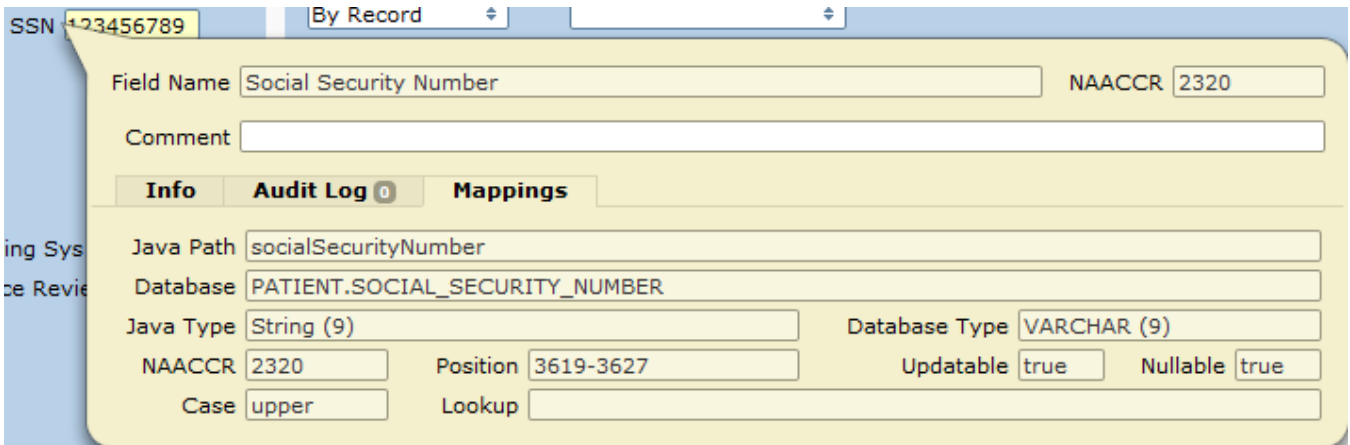 SSN 123456789 By Record
Field Name Social Security Number NAACCR 2320
Comment
Info Audit Log 0 Mappings
ing Sys Java Path socialSecurityNumber
ce Revie Database PATIENT.SOCIAL_SECURITY_NUMBER
Java Type String (9) Database Type VARCHAR (9)
NAACCR 2320 Position 3619-3627 Updatable true Nullable true
Case upper Lookup